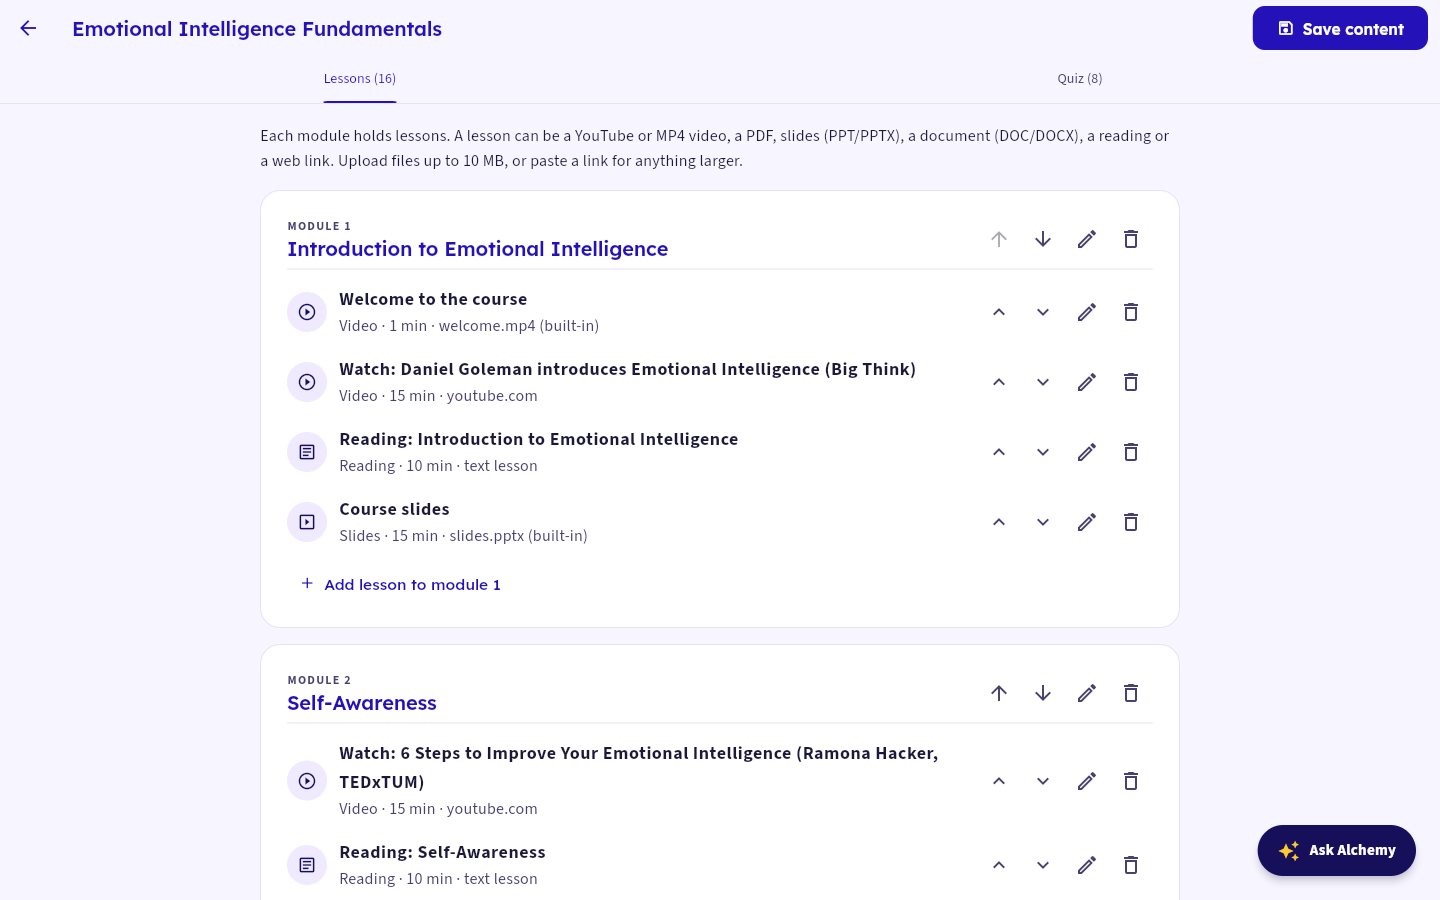 Emotional Intelligence Fundamentals
Save content
Lessons (16)
Quiz (8)
Each module holds lessons. A lesson can be a YouTube or MP4 video, a PDF, slides (PPT/PPTX), a document (DOC/DOCX), a reading or
a web link. Upload files up to 10 MB, or paste a link for anything larger.
MODULE 1
Introduction to Emotional Intelligence
Welcome to the course
Video · 1 min · welcome.mp4 (built-in)
Watch: Daniel Goleman introduces Emotional Intelligence (Big Think)
Video · 15 min · youtube.com
Reading: Introduction to Emotional Intelligence
Reading · 10 min · text lesson
Course slides
Slides · 15 min · slides.pptx (built-in)
Add lesson to module 1
MODULE 2
Self-Awareness
Watch: 6 Steps to Improve Your Emotional Intelligence (Ramona Hacker,
TEDxTUM)
Video · 15 min · youtube.com
Reading: Self-Awareness
Reading · 10 min · text lesson
Ask Alchemy